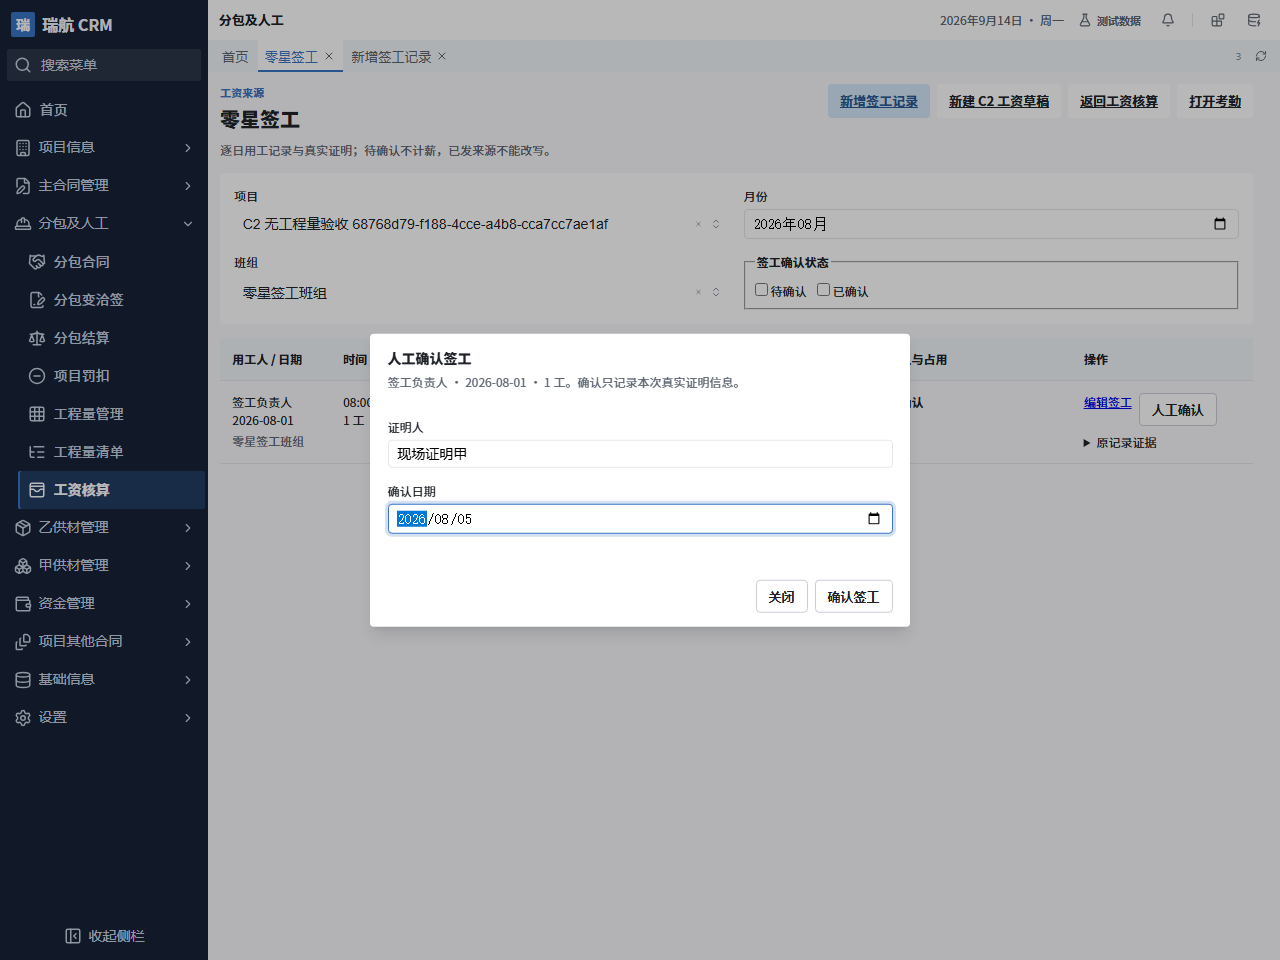 瑞 瑞航 CRM
搜索菜单
首页
项目信息
主合同管理
分包及人工
分包合同
分包变洽签
分包结算
项目罚扣
工程量管理
工程量清单
工资核算
乙供材管理
甲供材管理
资金管理
项目其他合同
基础信息
设置
收起侧栏
分包及人工
2026年9月14日 · 周一
测试数据
首页
零星签工 ×
新增签工记录 ×
3
工资来源
零星签工
逐日用工记录与真实证明；待确认不计薪，已发来源不能改写。
新增签工记录
新建 C2 工资草稿
返回工资核算
打开考勤
项目
C2 无工程量验收 68768d79-f188-4cce-a4b8-cca7cc7ae1af
月份
2026年08月
班组
零星签工班组
签工确认状态
待确认 已确认
用工人 / 日期
时间
与占用
操作
签工负责人
2026-08-01
零星签工班组
08:00
1 工
认
编辑签工
人工确认
原记录证据
人工确认签工
签工负责人 · 2026-08-01 · 1 工。确认只记录本次真实证明信息。
证明人
现场证明甲
确认日期
2026/08/05
关闭
确认签工